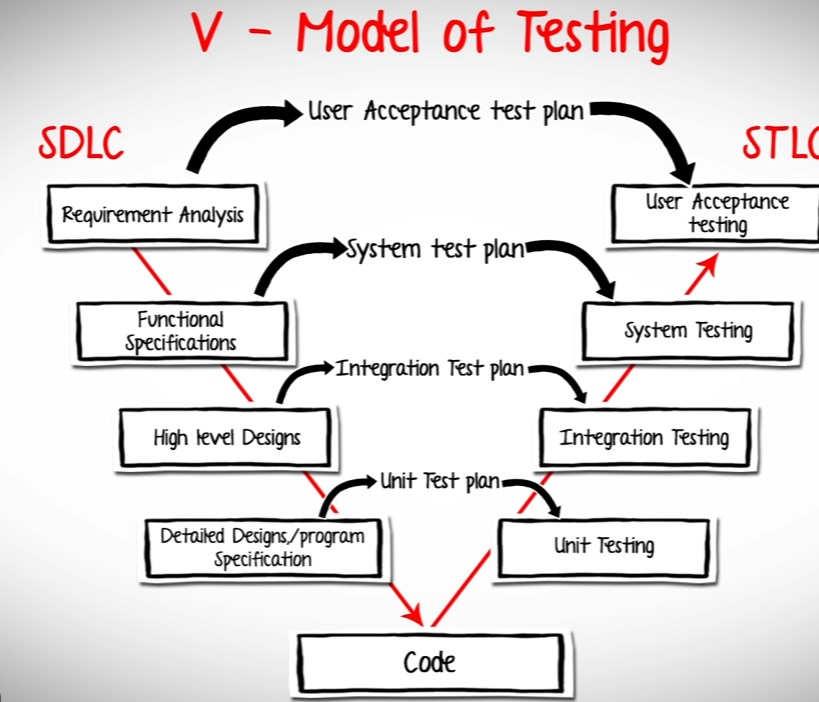 V - Model of Testing
User Acceptance test plan
SDLC
STLC
Requirement Analysis
User Acceptance
testing
System test plan
Functional
Specifications
System Testing
Integration Test plan
High level Designs
Integration Testing
Unit Test plan
Detailed Designs/program
Specification
Unit Testing
Code